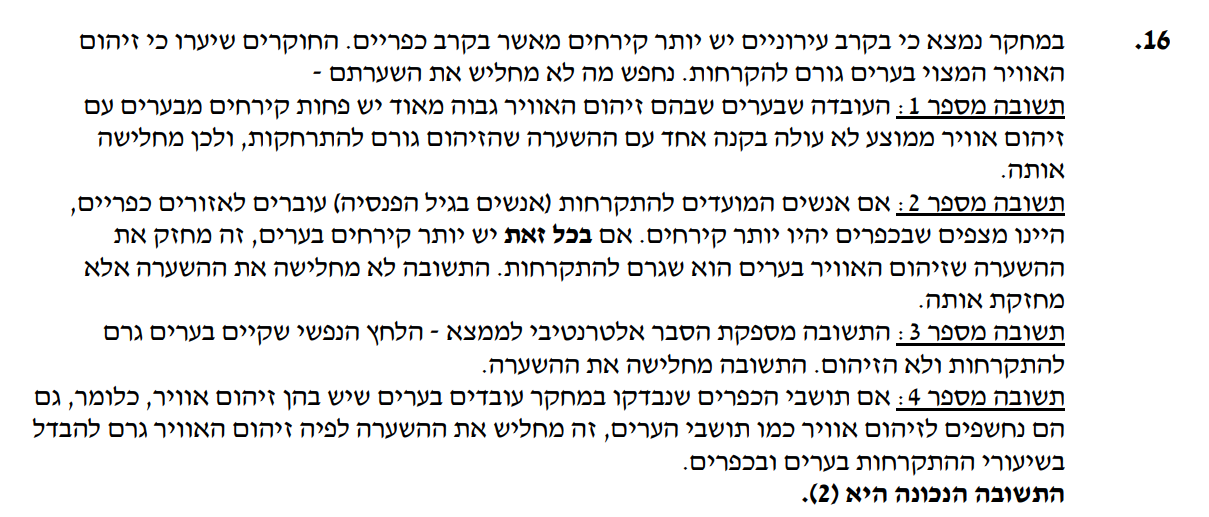 16. במחקר נמצא כי בקרב עירוניים יש יותר קירחים מאשר בקרב כפריים. החוקרים שיערו כי זיהום
האוויר המצוי בערים גורם להקרחות. נחפש מה לא מחליש את השערתם -
תשובה מספר 1: העובדה שבערים שבהם זיהום האוויר גבוה מאוד יש פחות קירחים מבערים עם
זיהום אוויר ממוצע לא עולה בקנה אחד עם ההשערה שהזיהום גורם להתרחקות, ולכן מחלישה
אותה.
תשובה מספר 2: אם אנשים המועדים להתקרחות (אנשים בגיל הפנסיה) עוברים לאזורים כפריים,
היינו מצפים שבכפרים יהיו יותר קירחים. אם בכל זאת יש יותר קירחים בערים, זה מחזק את
ההשערה שזיהום האוויר בערים הוא שגרם להתקרחות. התשובה לא מחלישה את ההשערה אלא
מחזקת אותה.
תשובה מספר 3: התשובה מספקת הסבר אלטרנטיבי לממצא - הלחץ הנפשי שקיים בערים גרם
להתקרחות ולא הזיהום. התשובה מחלישה את ההשערה.
תשובה מספר 4: אם תושבי הכפרים שנבדקו במחקר עובדים בערים שיש בהן זיהום אוויר, כלומר, גם
הם נחשפים לזיהום אוויר כמו תושבי הערים, זה מחליש את ההשערה לפיה זיהום האוויר גרם להבדל
בשיעורי ההתקרחות בערים ובכפרים.
התשובה הנכונה היא (2).